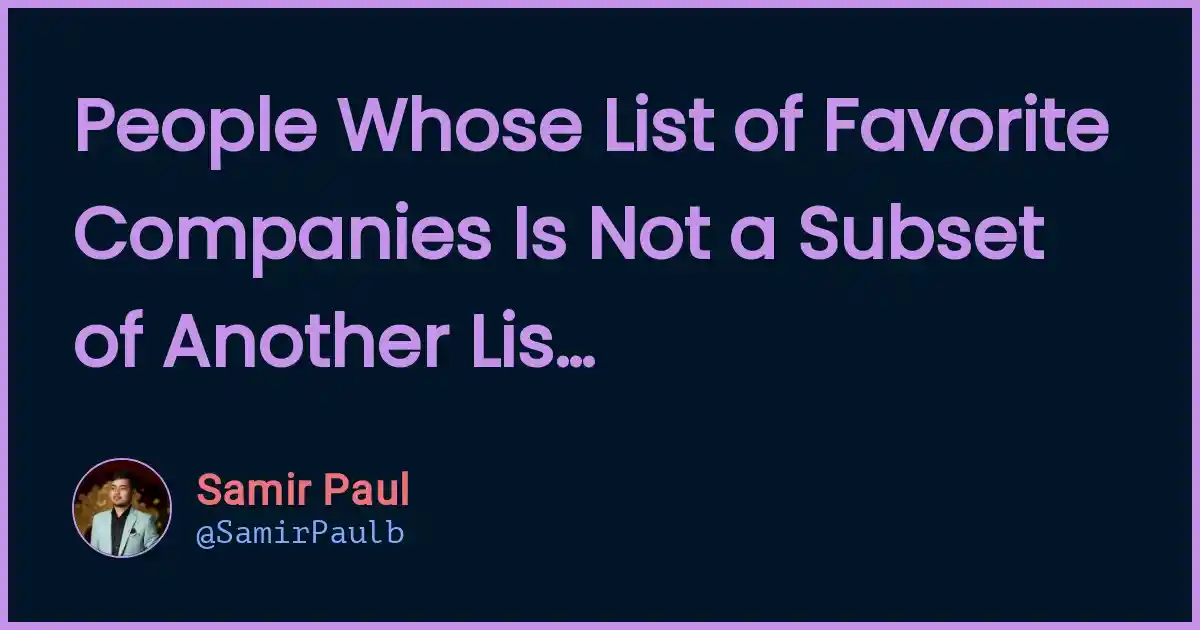 People Whose List of Favorite
Companies Is Not a Subset
of Another Lis...
Samir Paul
@SamirPaulb